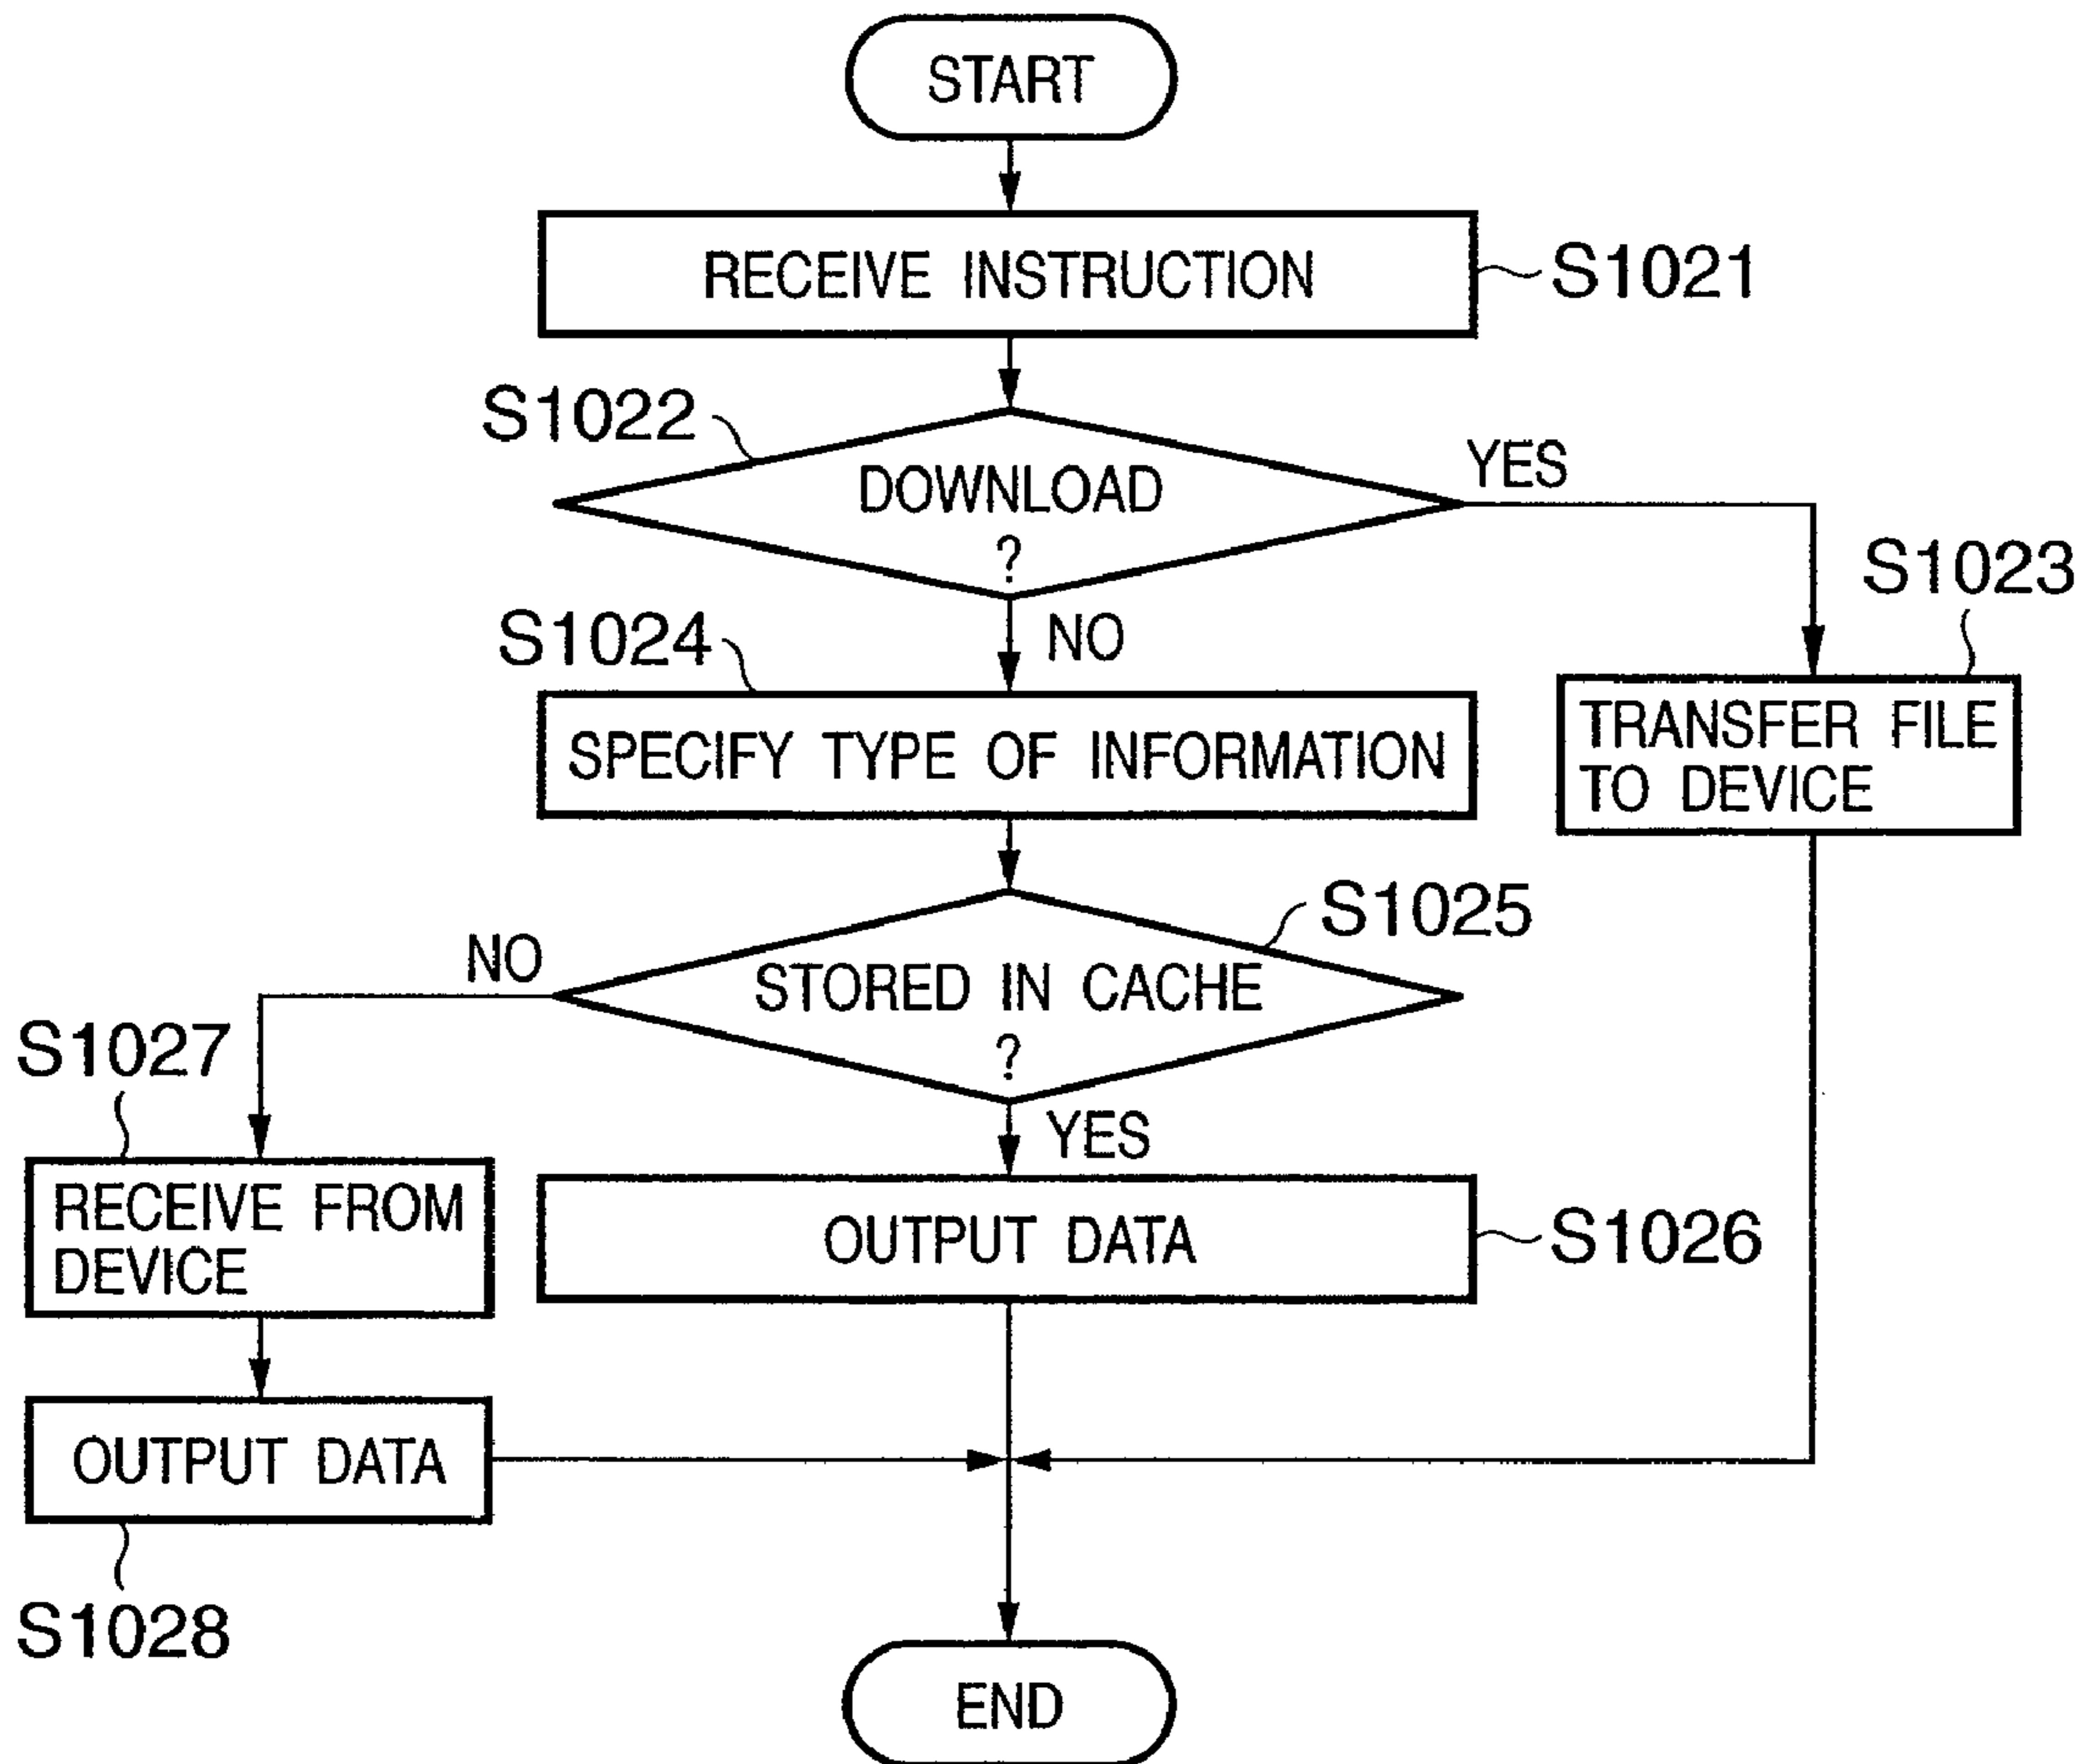 START
RECEIVE INSTRUCTION
S1021
S1022
DOWNLOAD
?
YES
NO
S1023
TRANSFER FILE
TO DEVICE
S1024
SPECIFY TYPE OF INFORMATION
S1025
STORED IN CACHE
?
NO
YES
S1027
RECEIVE FROM
DEVICE
OUTPUT DATA
S1026
OUTPUT DATA
S1028
END